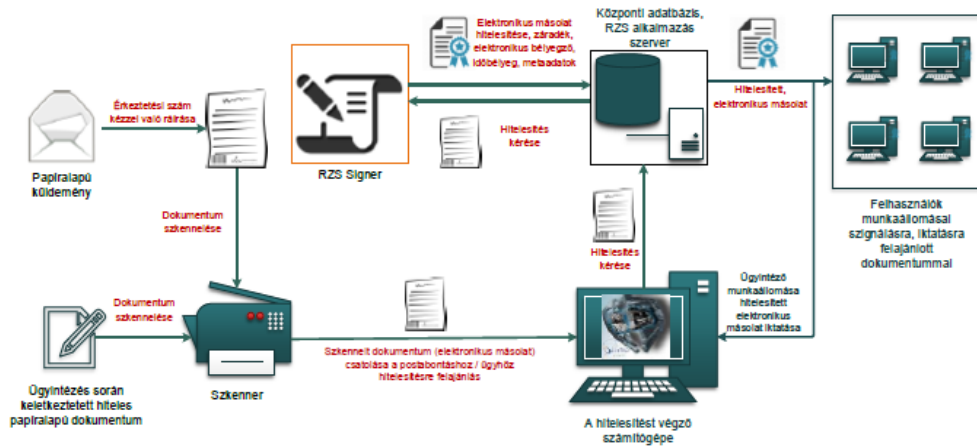 Elektronikus másolat
hitelesítése, záradék,
elektronikus bélyegző,
időbélyeg, metaadatok
Központi adatbázis,
RZS alkalmazás
szerver
Érkeztetési szám
kézzel való ráírása
Hitelesített,
elektronikus másolat
Hitelesítés
kérése
RZS Signer
Papíralapú
küldemény
Felhasználók
munkaállomásai
szignálásra, iktatásra
felajánlott
dokumentummal
Dokumentum
szkennelése
Hitelesítés
kérése
Ügyintéző
munkaállomása
hitelesített
elektronikus
másolat iktatása
Dokumentum
szkennelése
Szkennelt dokumentum (elektronikus másolat)
csatolása a postabontáshoz / ügyhöz
hitelesítésre felajánlás
Szkenner
Ügyintézés során
keletkeztetett hiteles
papíralapú dokumentum
A hitelesítést végző
számítógépe